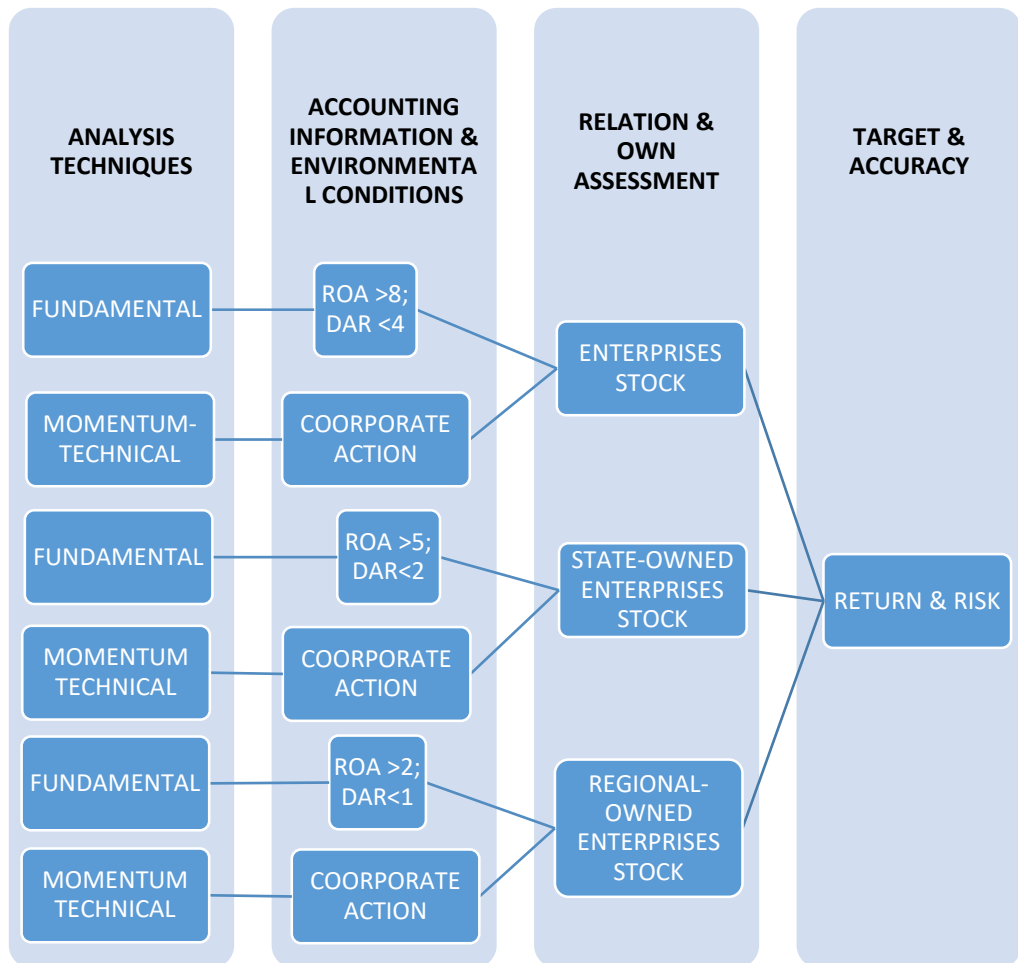 ANALYSIS
TECHNIQUES
ACCOUNTING
INFORMATION &
ENVIRONMENTA
L CONDITIONS
RELATION &
OWN
ASSESSMENT
TARGET &
ACCURACY
FUNDAMENTAL
ROA >8;
DAR <4
MOMENTUM-
TECHNICAL
COORPORATE
ACTION
ENTERPRISES
STOCK
FUNDAMENTAL
ROA >5;
DAR<2
MOMENTUM
TECHNICAL
COORPORATE
ACTION
STATE-OWNED
ENTERPRISES
STOCK
FUNDAMENTAL
ROA >2;
DAR<1
MOMENTUM
TECHNICAL
COORPORATE
ACTION
REGIONAL-
OWNED
ENTERPRISES
STOCK
RETURN & RISK